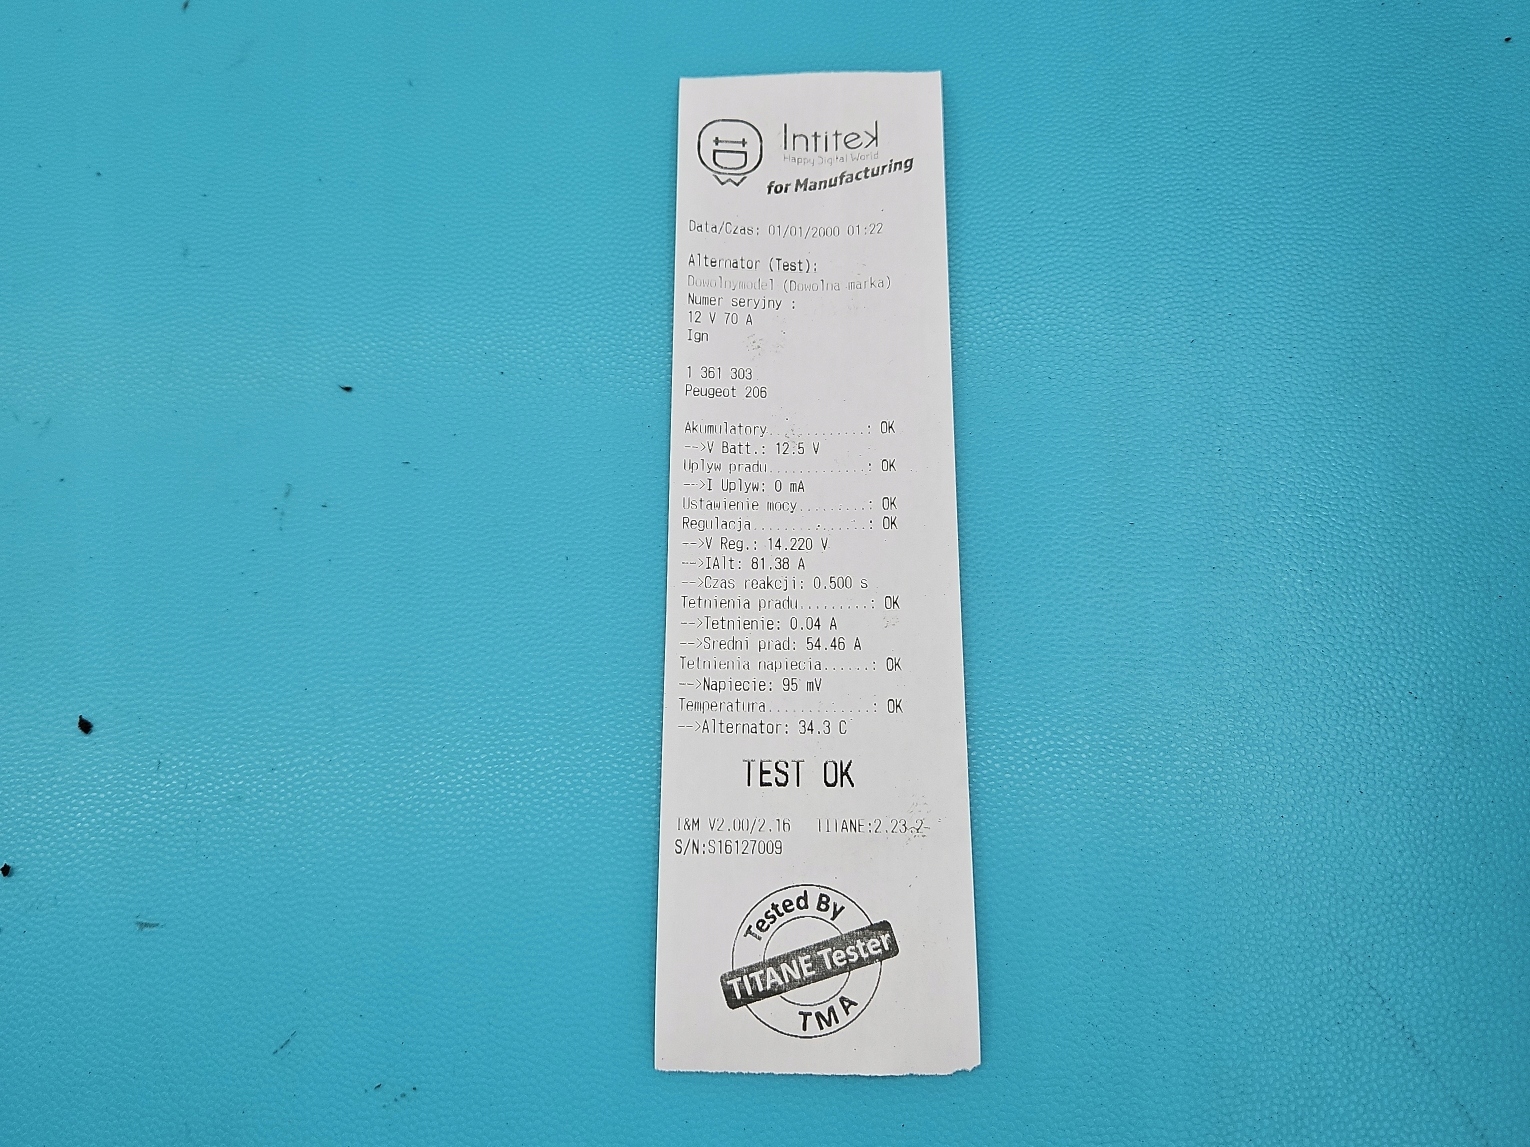 Intitek
Happy Digital World
for Manufacturing
Data/Czas: 01/01/2000 01:22
Alternator (Test):
Dowolnymodel (Dowolna marka)
Numer seryjny :
12 V 70 A
Ign
1 361 303
Peugeot 206
Akumulatory............: OK
-->V Batt.: 12.5 V
Uplyw pradu............: OK
-->I Uplyw: 0 mA
Ustawienie mocy.........: OK
Regulacja..............: OK
-->V Reg.: 14.220 V
-->IAlt: 81.38 A
-->Czas reakcji: 0.500 s
Tetnienia pradu.........: OK
-->Tetnienie: 0.04 A
-->Sredni prad: 54.46 A
Tetnienia napiecia......: OK
-->Napiecie: 95 mV
Temperatura.............: OK
-->Alternator: 34.3 C
TEST OK
I&M V2.00/2.16 TITANE:2.23.2
S/N:S16127009
Tested By
TITANE Tester
TMA